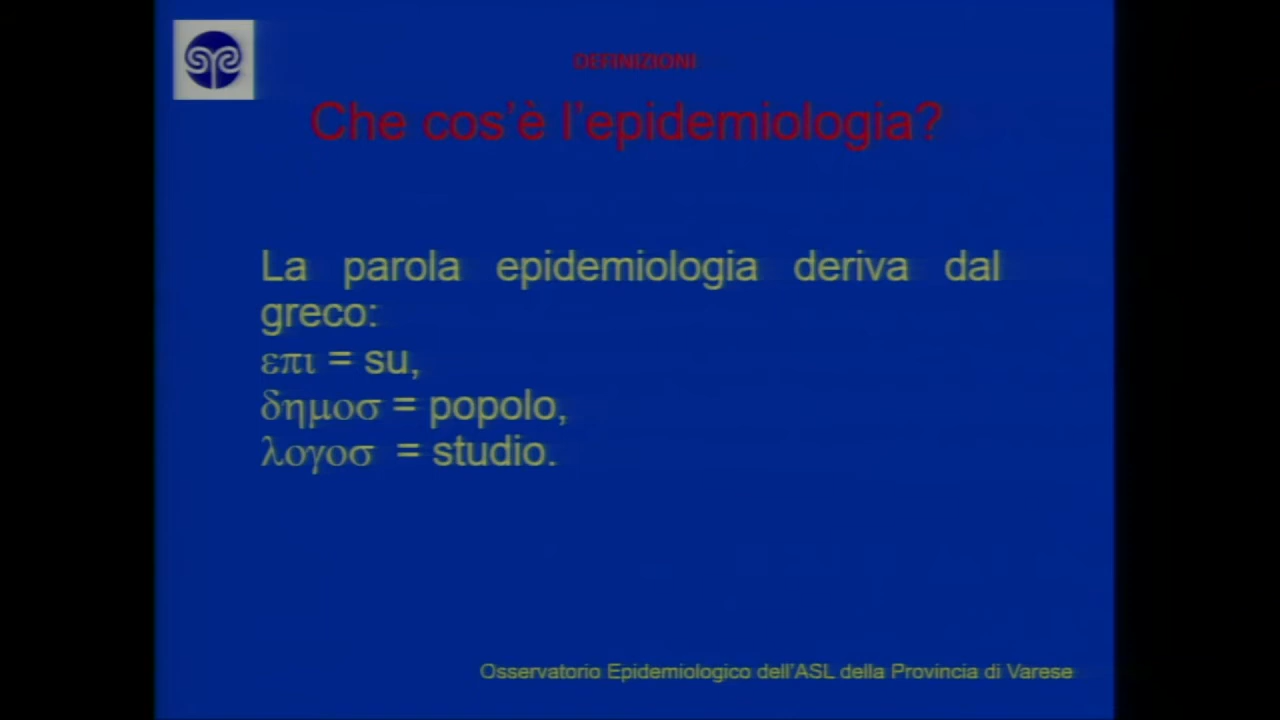 DEFINIZIONI
Che cos'è l'epidemiologia?
La parola epidemiologia deriva dal
greco:
επι = su,
δημοσ = popolo,
λογοσ = studio.
Osservatorio Epidemiologico dell'ASL della Provincia di Varese